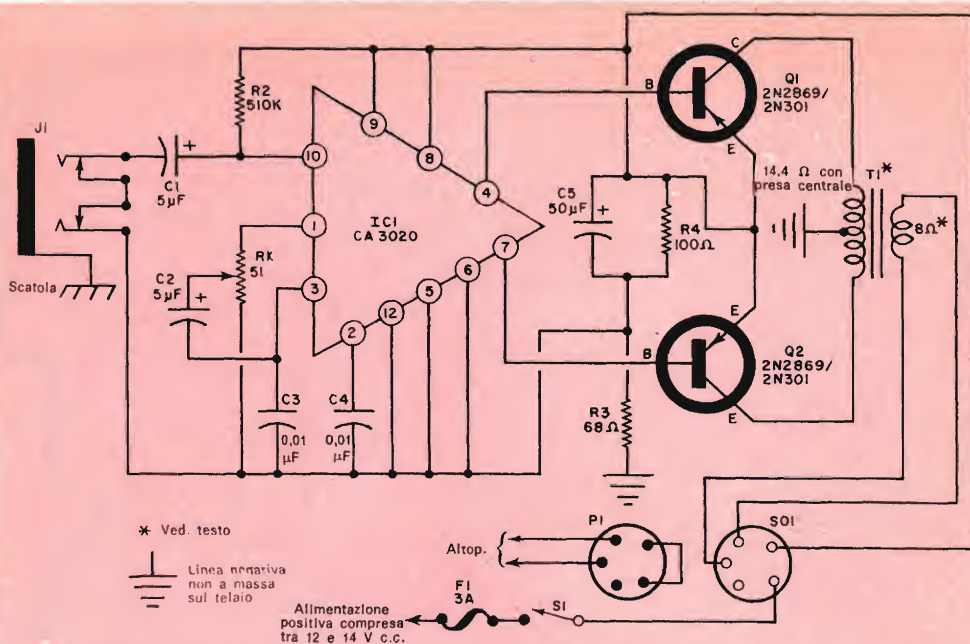 J1
Scatola
C1
5µF
R2
510K
10
9
8
4
1
3
7
6
5
12
2
IC1
CA 3020
RK
51
C2
5µF
C3
0,01
µF
C4
0,01
µF
C5
50µF
R4
100Ω
R3
68Ω
B
C
E
Q1
2N2869/
2N301
14,4 Ω con
presa centrale
T1*
8Ω*
E
B
E
Q2
2N2869/
2N301
* Ved. testo
Linea negativa
non a massa
sul telaio
Altop.
P1
SO1
F1
3A
S1
Alimentazione
positiva compresa
tra 12 e 14 V c.c.